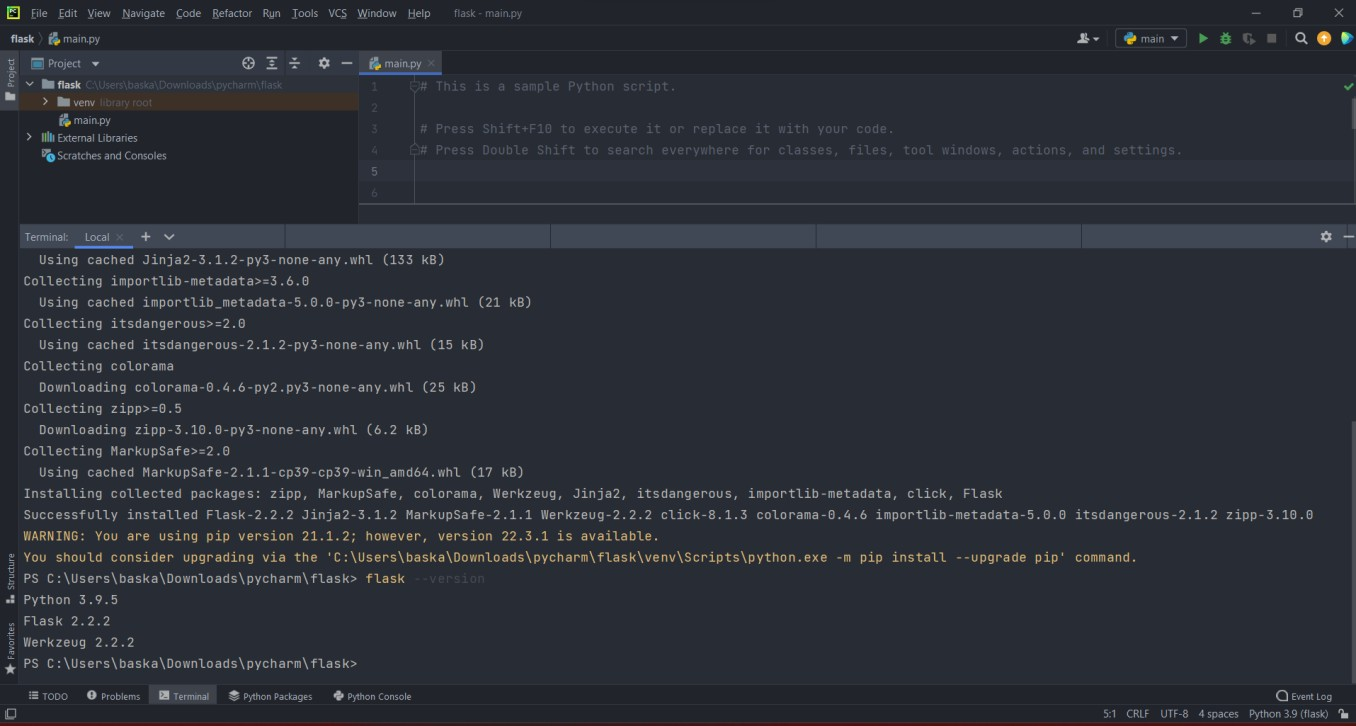 PC File Edit View Navigate Code Refactor Run Tools VCS Window Help flask - main.py
flask main.py main
Project main.py
Project
flask C:\Users\baska\Downloads\pycharm\flask
venv library root
main.py
External Libraries
Scratches and Consoles
1 # This is a sample Python script.
2
3 # Press Shift+F10 to execute it or replace it with your code.
4 # Press Double Shift to search everywhere for classes, files, tool windows, actions, and settings.
5
6
Terminal: Local
Using cached Jinja2-3.1.2-py3-none-any.whl (133 kB)
Collecting importlib-metadata>=3.6.0
Using cached importlib_metadata-5.0.0-py3-none-any.whl (21 kB)
Collecting itsdangerous>=2.0
Using cached itsdangerous-2.1.2-py3-none-any.whl (15 kB)
Collecting colorama
Downloading colorama-0.4.6-py2.py3-none-any.whl (25 kB)
Collecting zipp>=0.5
Downloading zipp-3.10.0-py3-none-any.whl (6.2 kB)
Collecting MarkupSafe>=2.0
Using cached MarkupSafe-2.1.1-cp39-cp39-win_amd64.whl (17 kB)
Installing collected packages: zipp, MarkupSafe, colorama, Werkzeug, Jinja2, itsdangerous, importlib-metadata, click, Flask
Successfully installed Flask-2.2.2 Jinja2-3.1.2 MarkupSafe-2.1.1 Werkzeug-2.2.2 click-8.1.3 colorama-0.4.6 importlib-metadata-5.0.0 itsdangerous-2.1.2 zipp-3.10.0
WARNING: You are using pip version 21.1.2; however, version 22.3.1 is available.
You should consider upgrading via the 'C:\Users\baska\Downloads\pycharm\flask\venv\Scripts\python.exe -m pip install --upgrade pip' command.
PS C:\Users\baska\Downloads\pycharm\flask> flask --version
Python 3.9.5
Flask 2.2.2
Werkzeug 2.2.2
PS C:\Users\baska\Downloads\pycharm\flask>
Structure
Favorites
TODO Problems Terminal Python Packages Python Console Event Log
5:1 CRLF UTF-8 4 spaces Python 3.9 (flask)